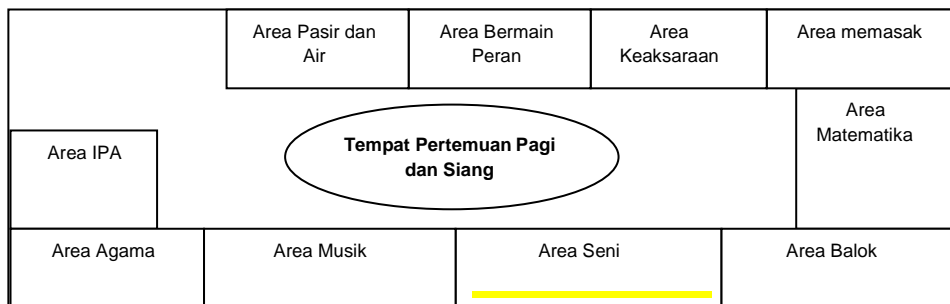 Area Pasir dan
Air
Area Bermain
Peran
Area
Keaksaraan
Area memasak
Area
Matematika
Tempat Pertemuan Pagi
dan Siang
Area IPA
Area Agama
Area Musik
Area Seni
Area Balok